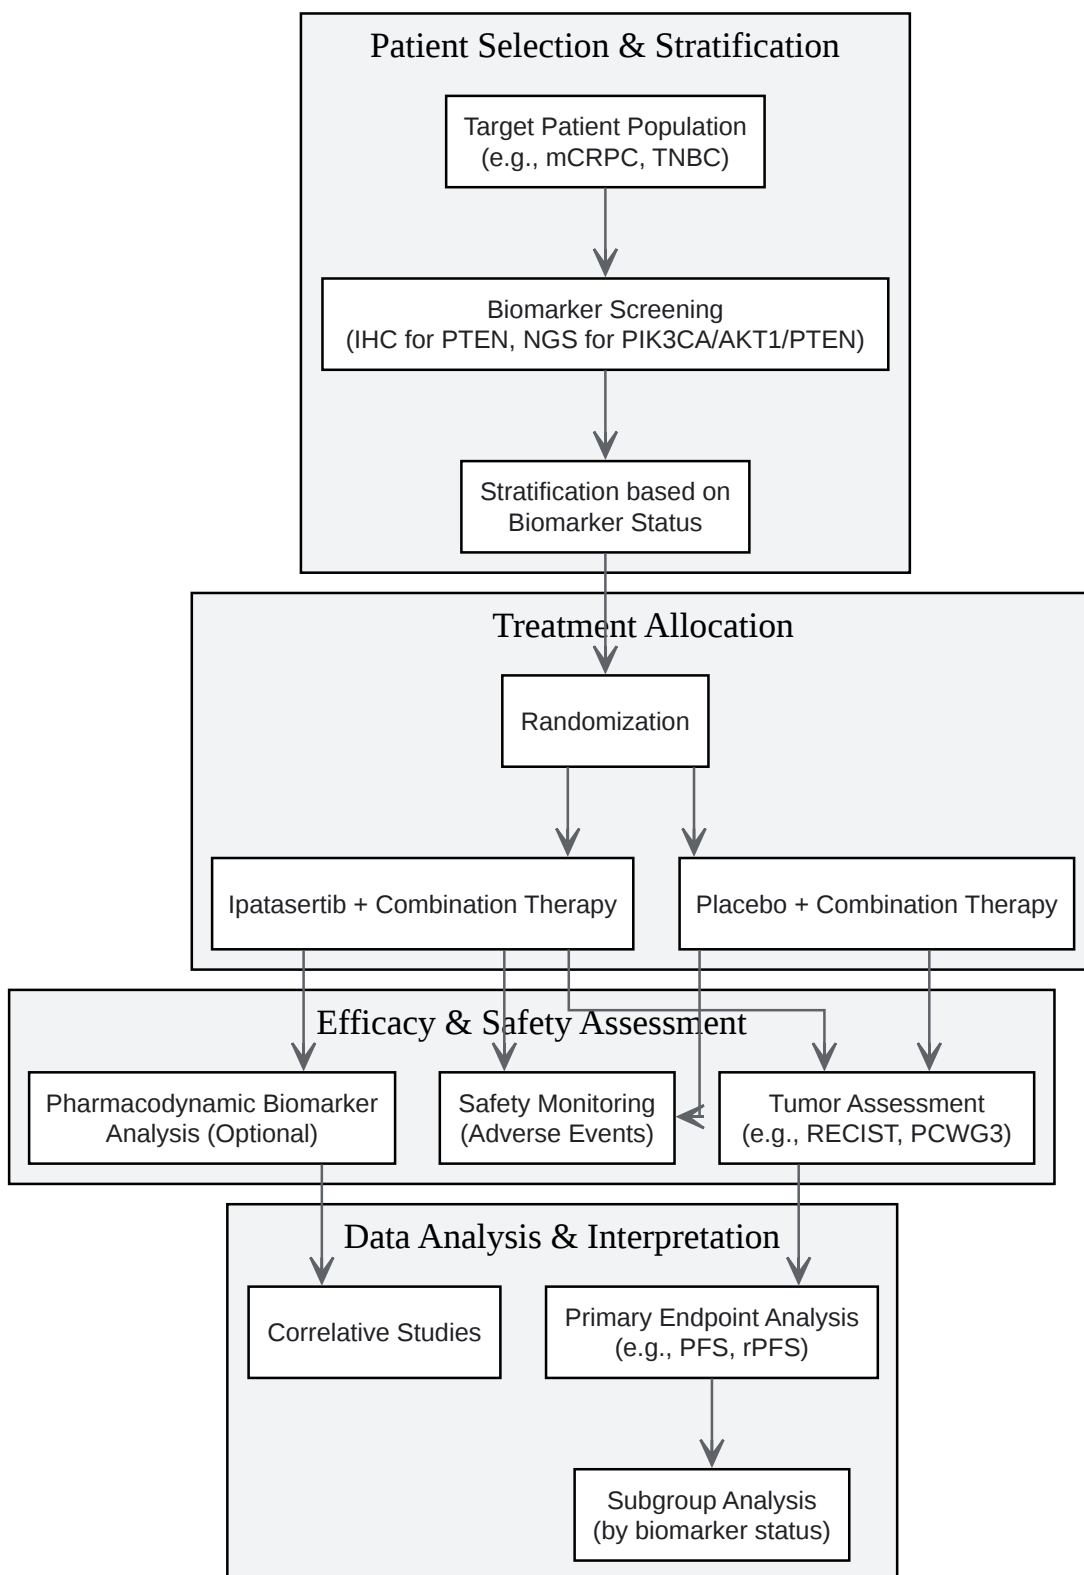 Patient Selection & Stratification
Target Patient Population
(e.g., mCRPC, TNBC)
Biomarker Screening
(IHC for PTEN, NGS for PIK3CA/AKT1/PTEN)
Stratification based on
Biomarker Status
Treatment Allocation
Randomization
Ipatasertib + Combination Therapy
Placebo + Combination Therapy
Efficacy & Safety Assessment
Pharmacodynamic Biomarker
Analysis (Optional)
Safety Monitoring
(Adverse Events)
Tumor Assessment
(e.g., RECIST, PCWG3)
Data Analysis & Interpretation
Correlative Studies
Primary Endpoint Analysis
(e.g., PFS, rPFS)
Subgroup Analysis
(by biomarker status)